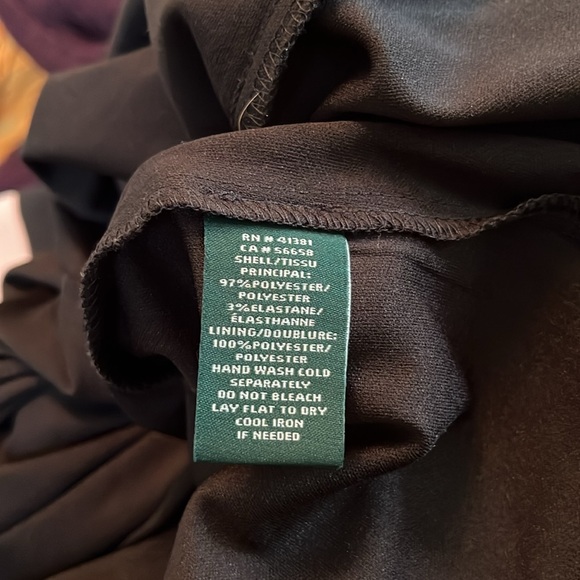 RN # 41381
CA # 56658
SHELL/TISSU
PRINCIPAL:
97%POLYESTER/
POLYESTER
3%ELASTANE/
ÉLASTHANNE
LINING/DOUBLURE:
100%POLYESTER/
POLYESTER
HAND WASH COLD
SEPARATELY
DO NOT BLEACH
LAY FLAT TO DRY
COOL IRON
IF NEEDED